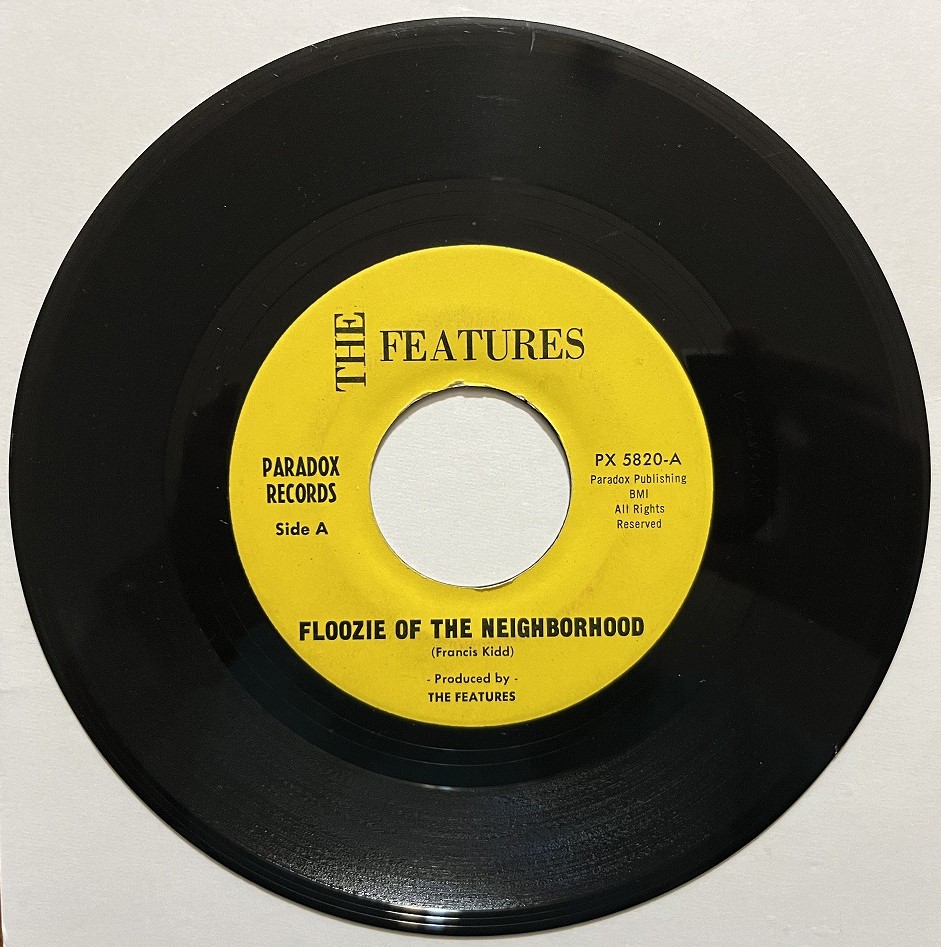 THE FEATURES
PARADOX
RECORDS
Side A
PX 5820-A
Paradox Publishing
BMI
All Rights
Reserved
FLOOZIE OF THE NEIGHBORHOOD
(Francis Kidd)
- Produced by -
THE FEATURES